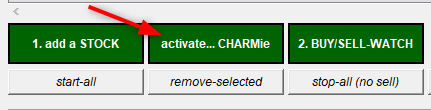 1. add a STOCK
activate... CHARMie
2. BUY/SELL-WATCH
start-all
remove-selected
stop-all (no sell)